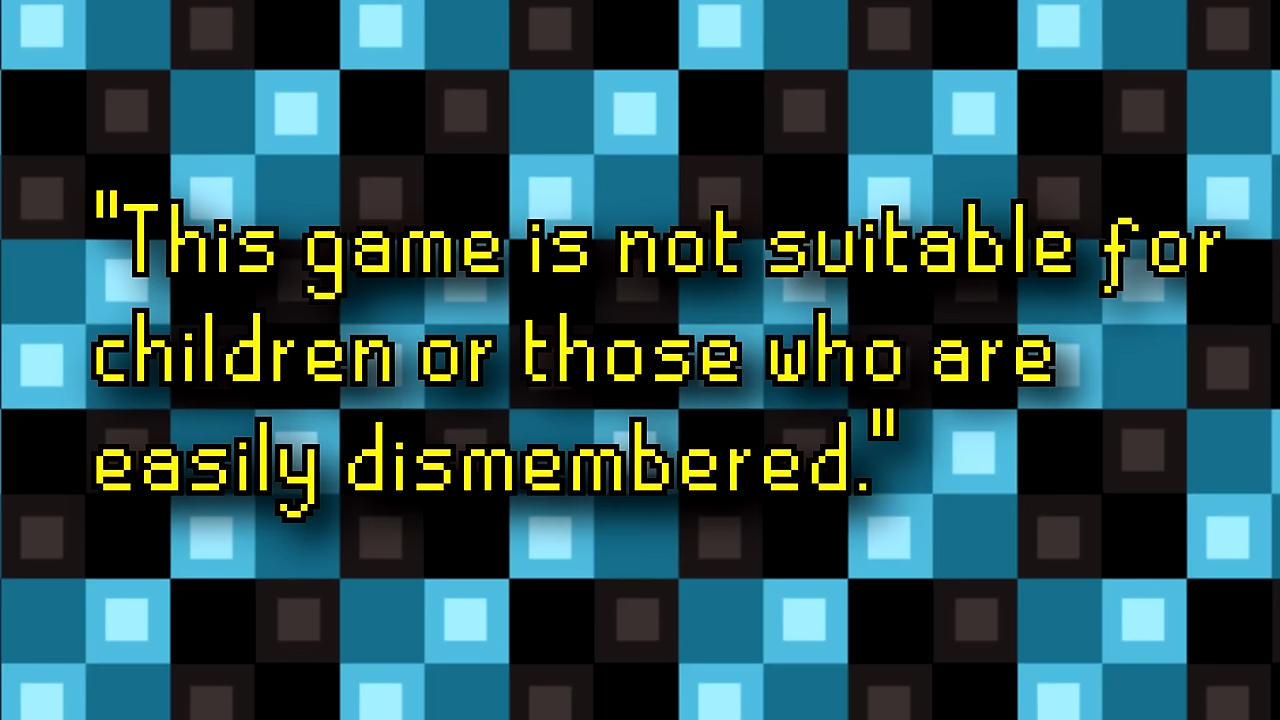 "This game is not suitable for
children or those who are
easily dismembered."